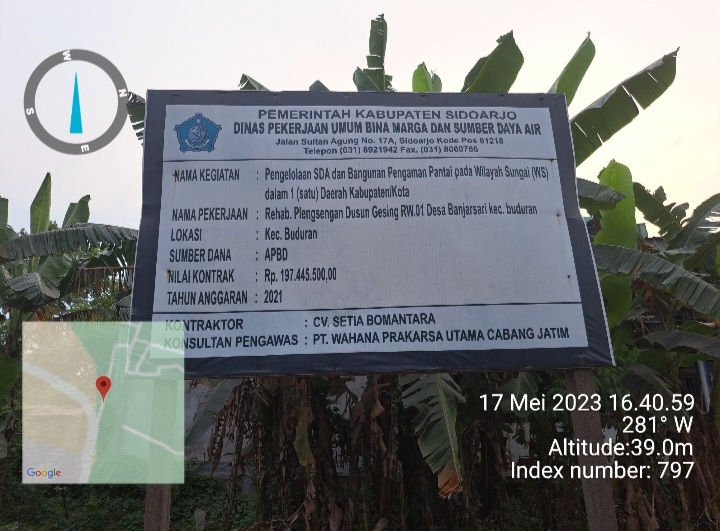 W
N
S
E
PEMERINTAH KABUPATEN SIDOARJO
DINAS PEKERJAAN UMUM BINA MARGA DAN SUMBER DAYA AIR
Jalan Sultan Agung No. 17A, Sidoarjo Kode Pos 61218
Telepon (031) 8921942 Fax. (031) 8060766
NAMA KEGIATAN : Pengelolaan SDA dan Bangunan Pengaman Pantai pada Wilayah Sungai (WS)
dalam 1 (satu) Daerah Kabupaten/Kota
NAMA PEKERJAAN : Rehab. Plengsengan Dusun Gesing RW.01 Desa Banjarsari kec. buduran
LOKASI : Kec. Buduran
SUMBER DANA : APBD
NILAI KONTRAK : Rp. 197.445.500,00
TAHUN ANGGARAN : 2021
KONTRAKTOR : CV. SETIA BOMANTARA
KONSULTAN PENGAWAS : PT. WAHANA PRAKARSA UTAMA CABANG JATIM
Google
17 Mei 2023 16.40.59
281° W
Altitude:39.0m
Index number: 797